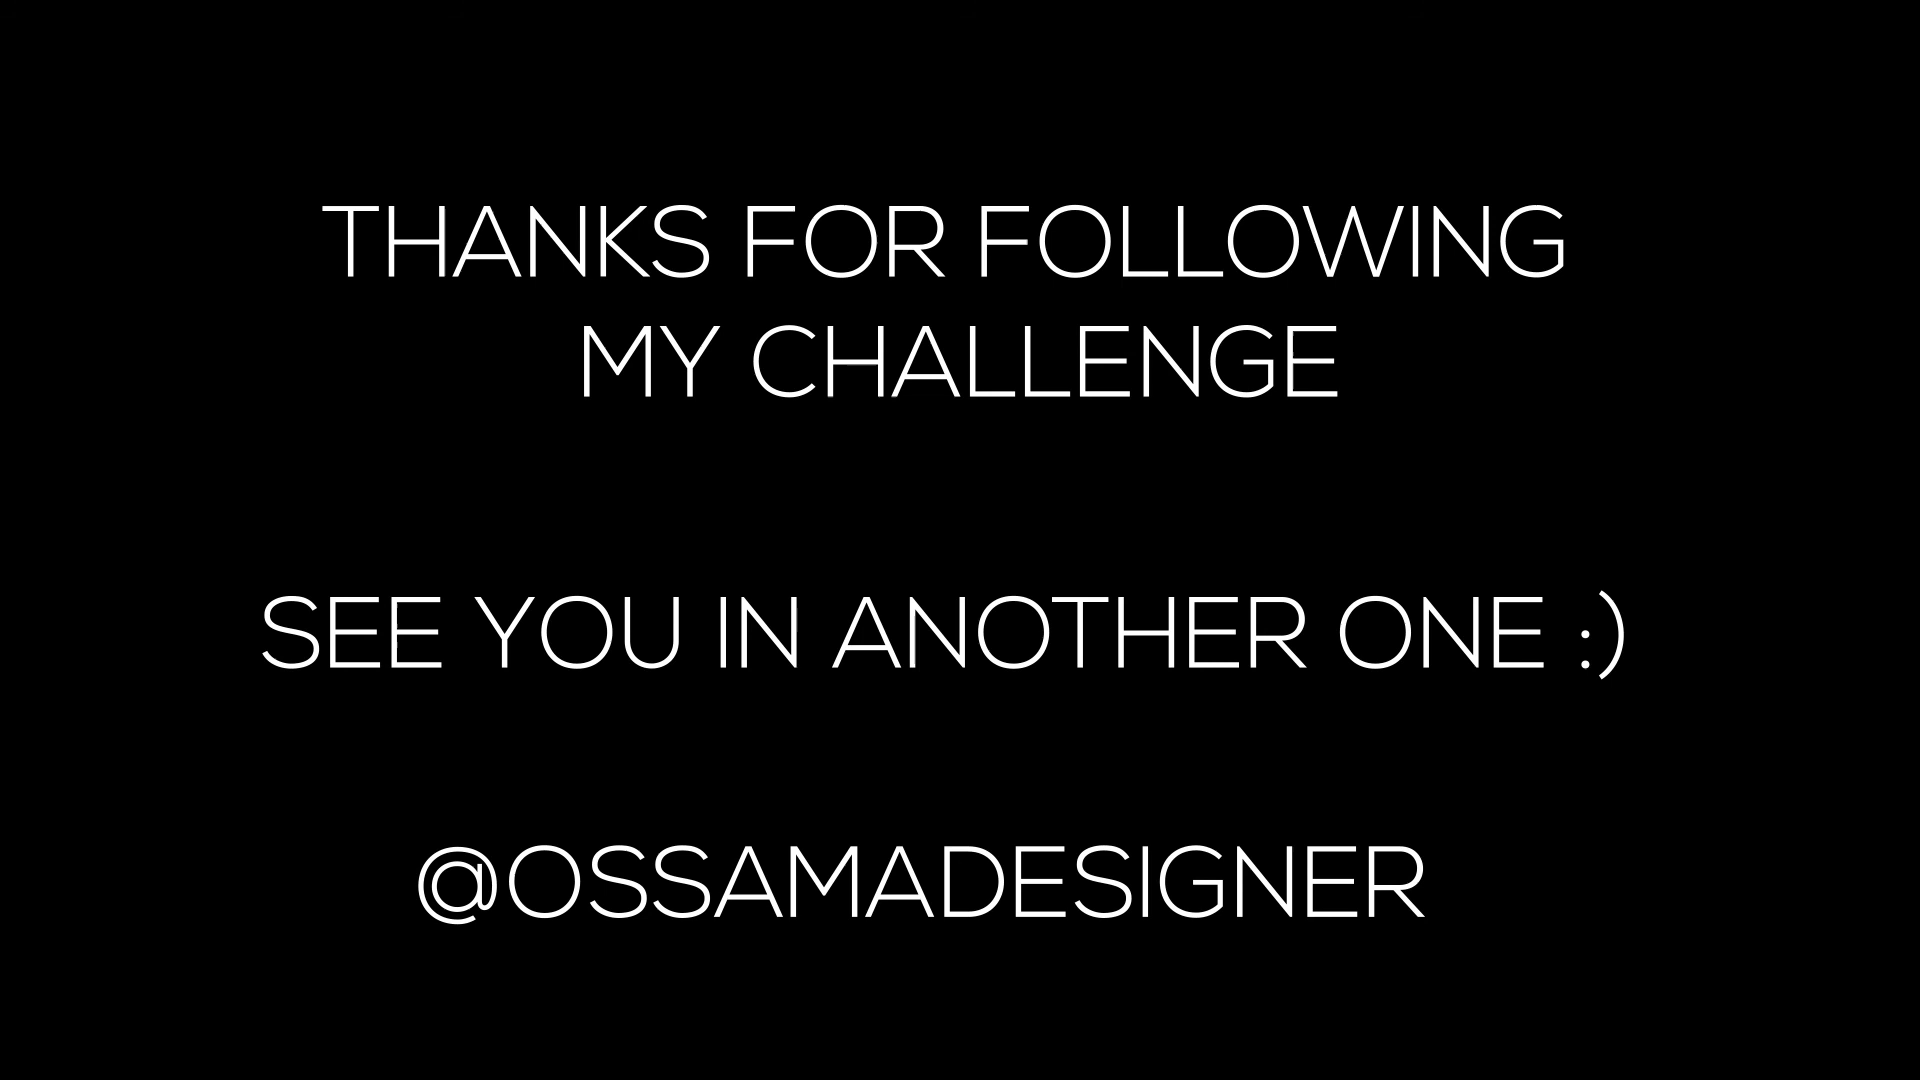 THANKS FOR FOLLOWING
MY CHALLENGE
SEE YOU IN ANOTHER ONE :)
@OSSAMADESIGNER